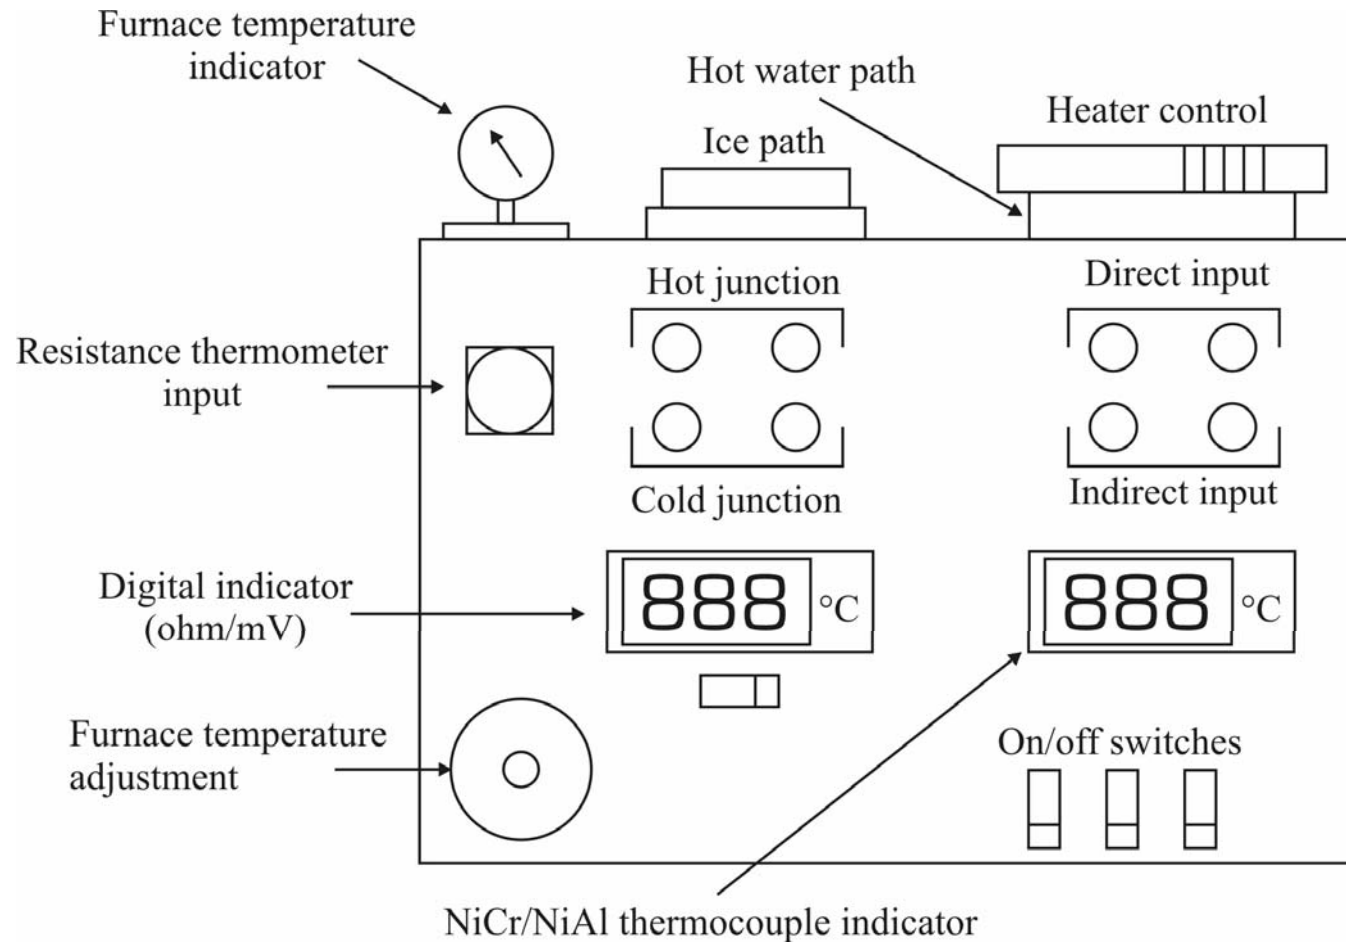 Furnace temperature
indicator
Hot water path
Heater control
Ice path
Hot junction
Direct input
Resistance thermometer
input
Cold junction
Indirect input
Digital indicator
(ohm/mV)
888 °C
888 °C
Furnace temperature
adjustment
On/off switches
NiCr/NiAl thermocouple indicator